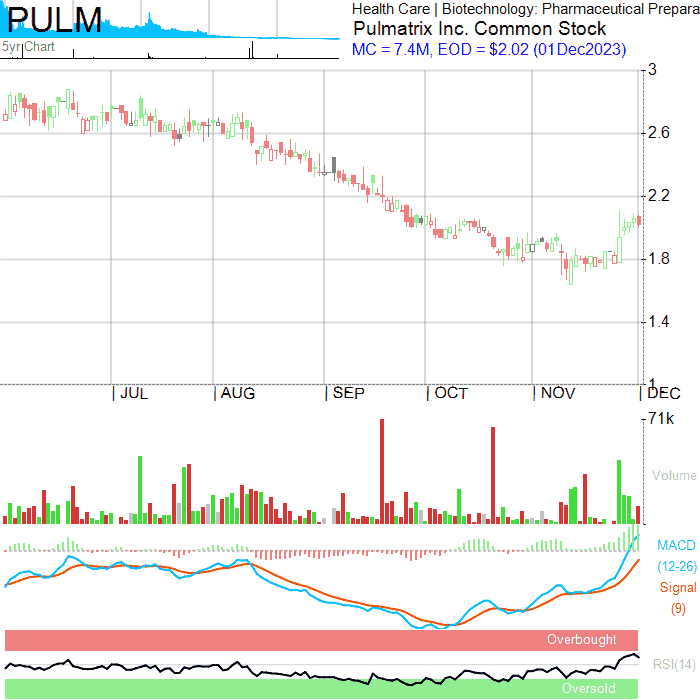 PULM
5yr Chart
Health Care | Biotechnology: Pharmaceutical Prepara
Pulmatrix Inc. Common Stock
MC = 7.4M, EOD = $2.02 (01Dec2023)
3
2.6
2.2
1.8
1.4
1
JUL AUG SEP OCT NOV DEC
71k
Volume
MACD
(12-26)
Signal
(9)
Overbought
RSI(14)
Oversold